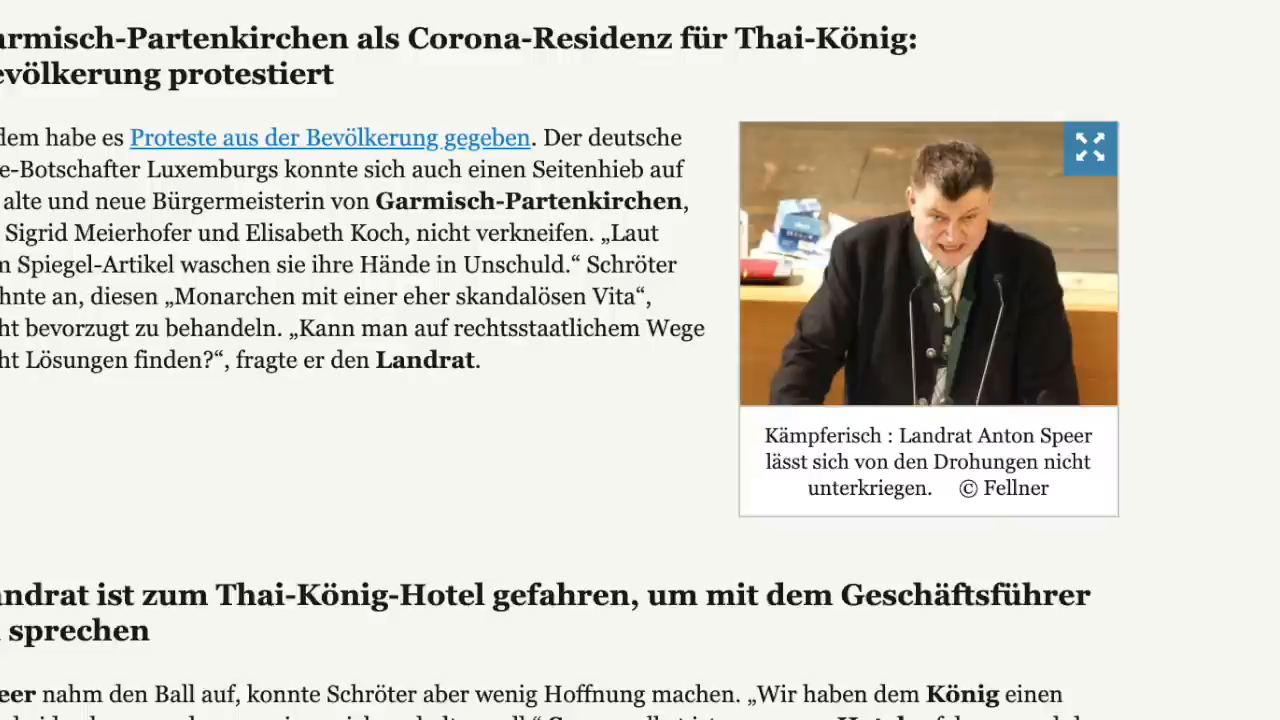 armisch-Partenkirchen als Corona-Residenz für Thai-König:
evölkerung protestiert
dem habe es Proteste aus der Bevölkerung gegeben. Der deutsche
e-Botschafter Luxemburgs konnte sich auch einen Seitenhieb auf
alte und neue Bürgermeisterin von Garmisch-Partenkirchen,
Sigrid Meierhofer und Elisabeth Koch, nicht verkneifen. „Laut
m Spiegel-Artikel waschen sie ihre Hände in Unschuld.“ Schröter
hnte an, diesen „Monarchen mit einer eher skandalösen Vita“,
ht bevorzugt zu behandeln. „Kann man auf rechtsstaatlichem Wege
ht Lösungen finden?“, fragte er den Landrat.
Kämpferisch : Landrat Anton Speer
lässt sich von den Drohungen nicht
unterkriegen. © Fellner
andrat ist zum Thai-König-Hotel gefahren, um mit dem Geschäftsführer
sprechen
eer nahm den Ball auf, konnte Schröter aber wenig Hoffnung machen. „Wir haben dem König einen